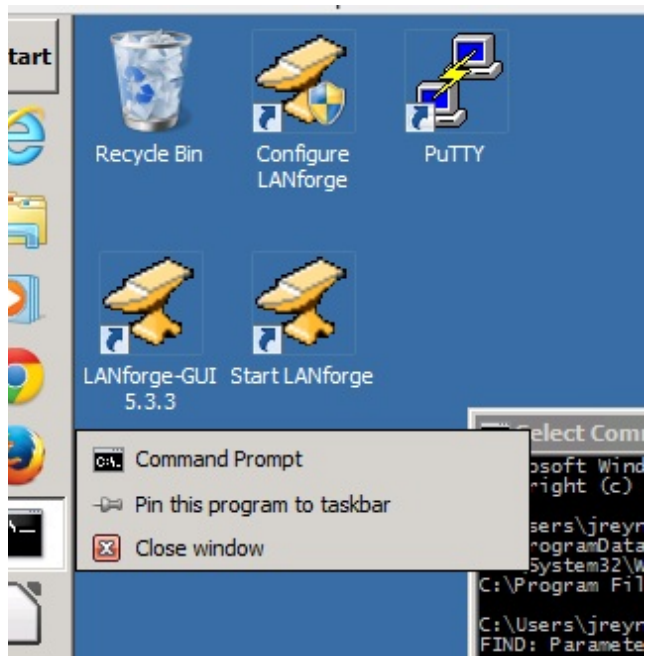 tart
Recycle Bin
Configure
LANforge
PuTTY
LANforge-GUI
5.3.3
Start LANforge
Command Prompt
Pin this program to taskbar
Close window
elect Com
osoft Wind
right (c)
sers\jreyr
rogramData
System32\W
C:\Program Fil
C:\Users\jreyr
FIND: Paramete